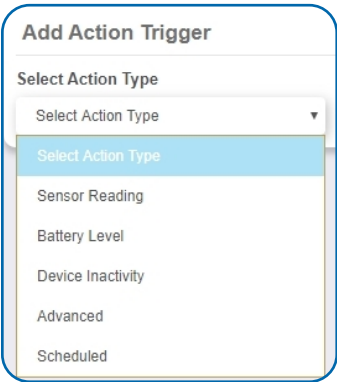 Add Action Trigger
Select Action Type
Select Action Type
Select Action Type
Sensor Reading
Battery Level
Device Inactivity
Advanced
Scheduled